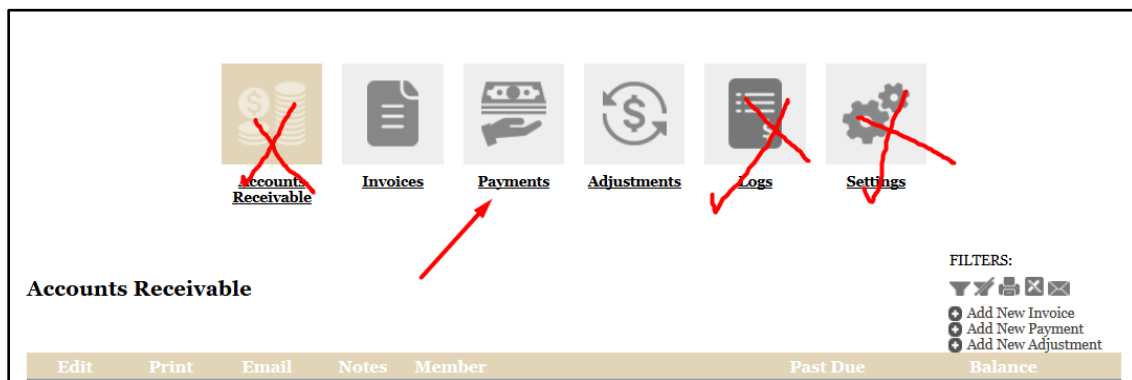 Accounts
Receivable
Invoices
Payments
Adjustments
Logs
Settings
FILTERS:
Accounts Receivable
Add New Invoice
Add New Payment
Add New Adjustment
Edit Print Email Notes Member Past Due Balance